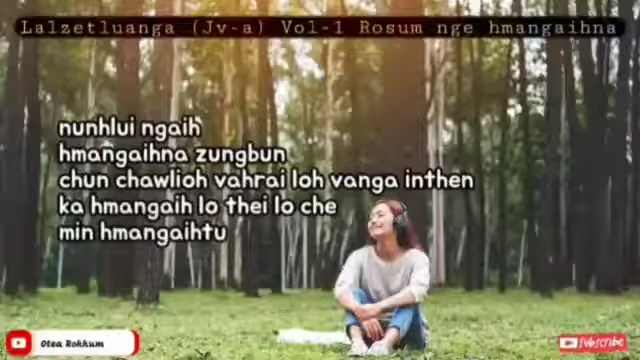 Lalzetluanga (Jv-a) Vol-1 Rosum nge hmangaihna
nunhlui ngaih
hmangaihna zungbun
chun chawlioh vahrai loh vanga inthen
ka hmangaih lo thei lo che
min hmangaihtu
Otea Rokhum
SUBSCRIBE